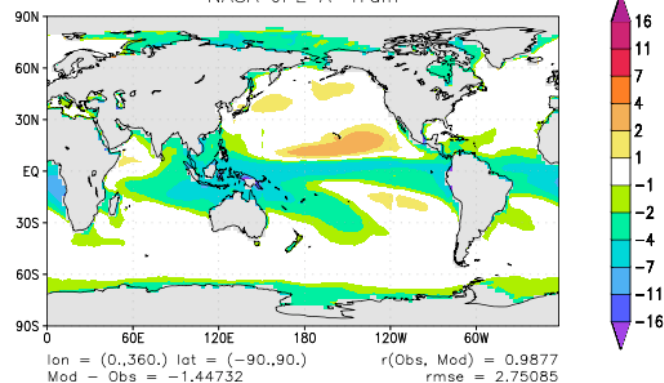 90N
60N
30N
EQ
30S
60S
90S
0 60E 120E 180 120W 60W
16
11
7
4
2
1
-1
-2
-4
-7
-11
-16
lon = (0.,360.) lat = (-90.,90.) r(Obs, Mod) = 0.9877
Mod - Obs = -1.44732 rmse = 2.75085